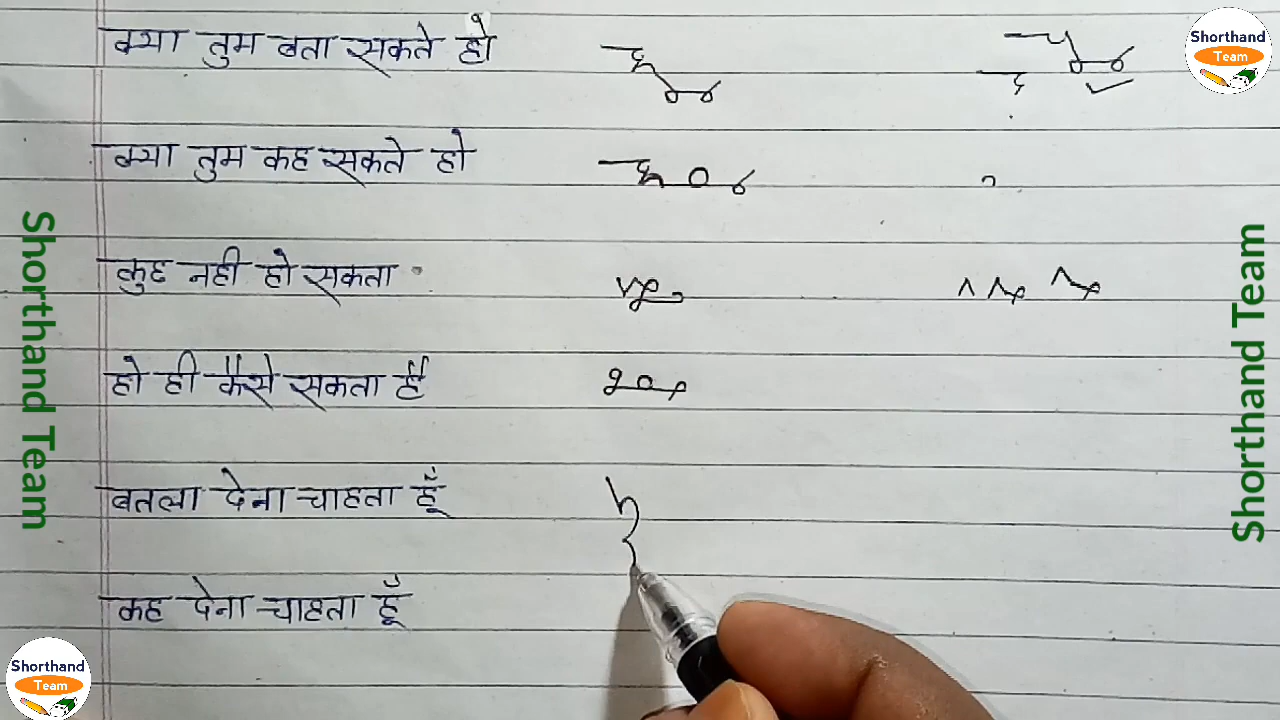 क्या तुम बता सकते हो
क्या तुम कह सकते हो
कुछ नही हो सकता
हो ही कैसे सकता है
बतला देना चाहता हूँ
कह देना चाहता हूँ
Shorthand Team
Shorthand Team
Shorthand
Team
Shorthand
Team